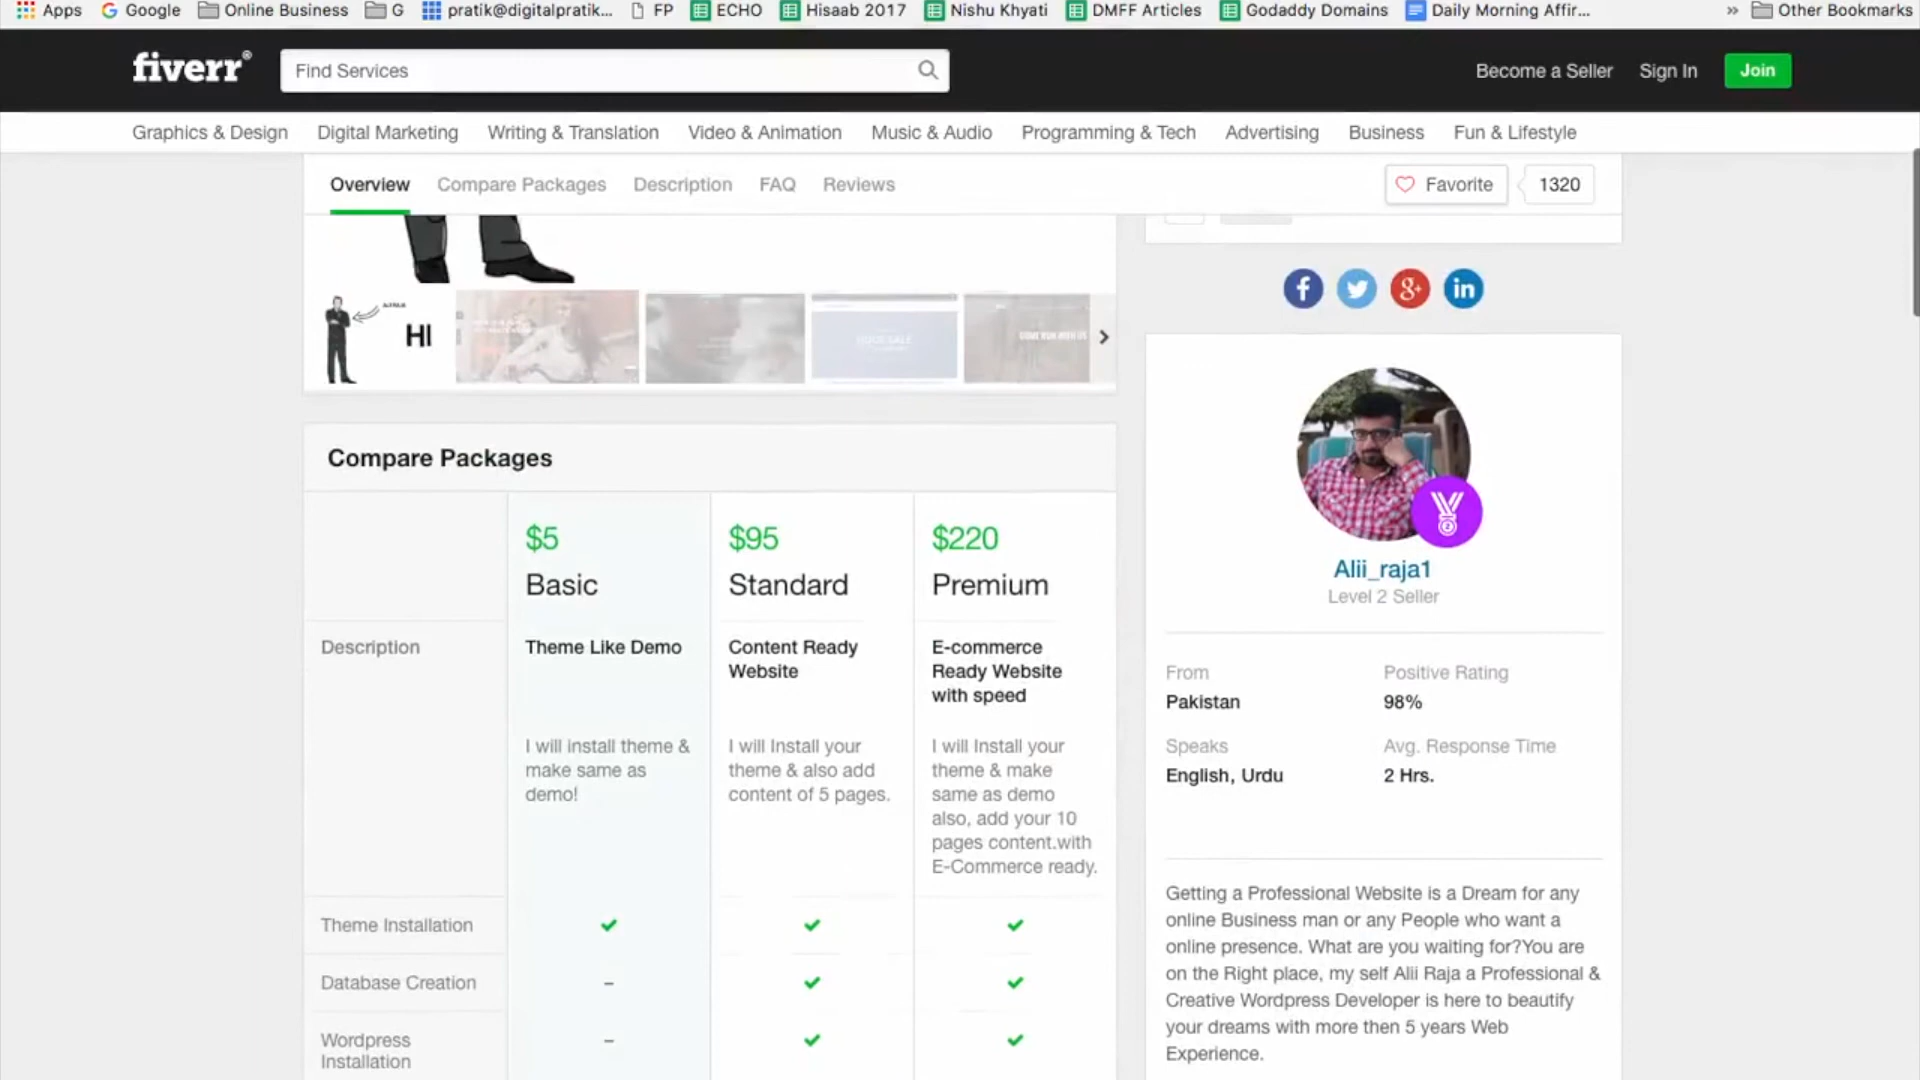 Apps Google Online Business G pratik@digitalpratik... FP ECHO Hisaab 2017 Nishu Khyati DMFF Articles Godaddy Domains Daily Morning Affir... » Other Bookmarks
fiverr® Find Services Become a Seller Sign In Join
Graphics & Design Digital Marketing Writing & Translation Video & Animation Music & Audio Programming & Tech Advertising Business Fun & Lifestyle
Overview Compare Packages Description FAQ Reviews Favorite 1320
HI
Compare Packages
$5 $95 $220
Basic Standard Premium
Description
Theme Like Demo
I will install theme &
make same as
demo!
Content Ready
Website
I will Install your
theme & also add
content of 5 pages.
E-commerce
Ready Website
with speed
I will Install your
theme & make
same as demo
also, add your 10
pages content.with
E-Commerce ready.
Theme Installation
Database Creation – 
Wordpress
Installation –
Alii_raja1
Level 2 Seller
From Positive Rating
Pakistan 98%
Speaks Avg. Response Time
English, Urdu 2 Hrs.
Getting a Professional Website is a Dream for any
online Business man or any People who want a
online presence. What are you waiting for?You are
on the Right place, my self Alii Raja a Professional &
Creative Wordpress Developer is here to beautify
your dreams with more then 5 years Web
Experience.